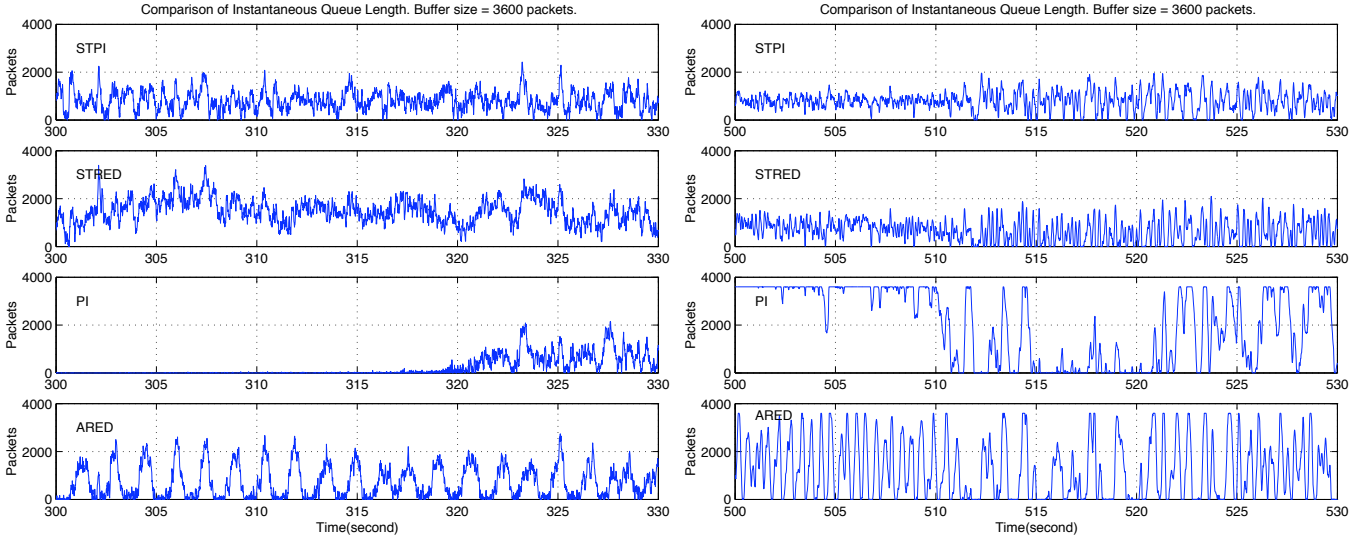 Comparison of Instantaneous Queue Length. Buffer size = 3600 packets.
4000
STPI
Packets
2000
0
300 305 310 315 320 325 330
4000
STRED
Packets
2000
0
300 305 310 315 320 325 330
4000
PI
Packets
2000
0
300 305 310 315 320 325 330
4000
ARED
Packets
2000
0
300 305 310 315 320 325 330
Time(second)
Comparison of Instantaneous Queue Length. Buffer size = 3600 packets.
4000
STPI
Packets
2000
0
500 505 510 515 520 525 530
4000
STRED
Packets
2000
0
500 505 510 515 520 525 530
4000
PI
Packets
2000
0
500 505 510 515 520 525 530
4000
ARED
Packets
2000
0
500 505 510 515 520 525 530
Time(second)